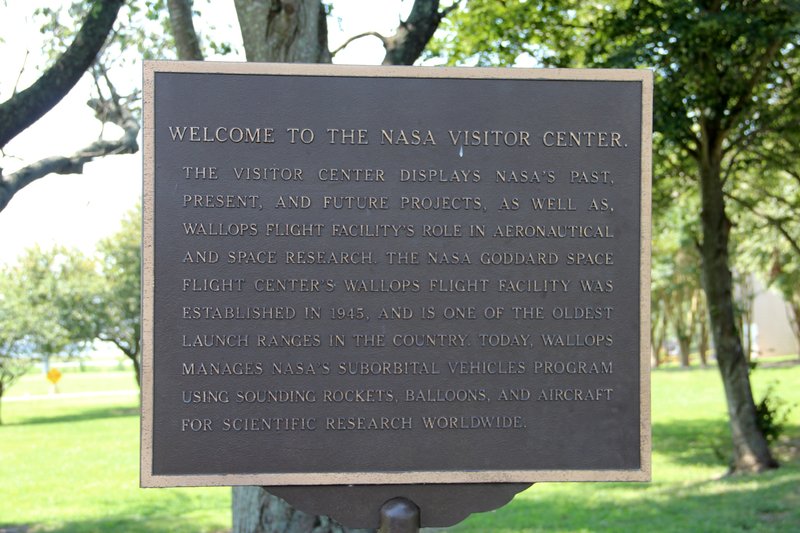 WELCOME TO THE NASA VISITOR CENTER.
THE VISITOR CENTER DISPLAYS NASA'S PAST,
PRESENT, AND FUTURE PROJECTS, AS WELL AS,
WALLOPS FLIGHT FACILITY'S ROLE IN AERONAUTICAL
AND SPACE RESEARCH. THE NASA GODDARD SPACE
FLIGHT CENTER'S WALLOPS FLIGHT FACILITY WAS
ESTABLISHED IN 1945, AND IS ONE OF THE OLDEST
LAUNCH RANGES IN THE COUNTRY. TODAY, WALLOPS
MANAGES NASA'S SUBORBITAL VEHICLES PROGRAM
USING SOUNDING ROCKETS, BALLOONS, AND AIRCRAFT
FOR SCIENTIFIC RESEARCH WORLDWIDE.